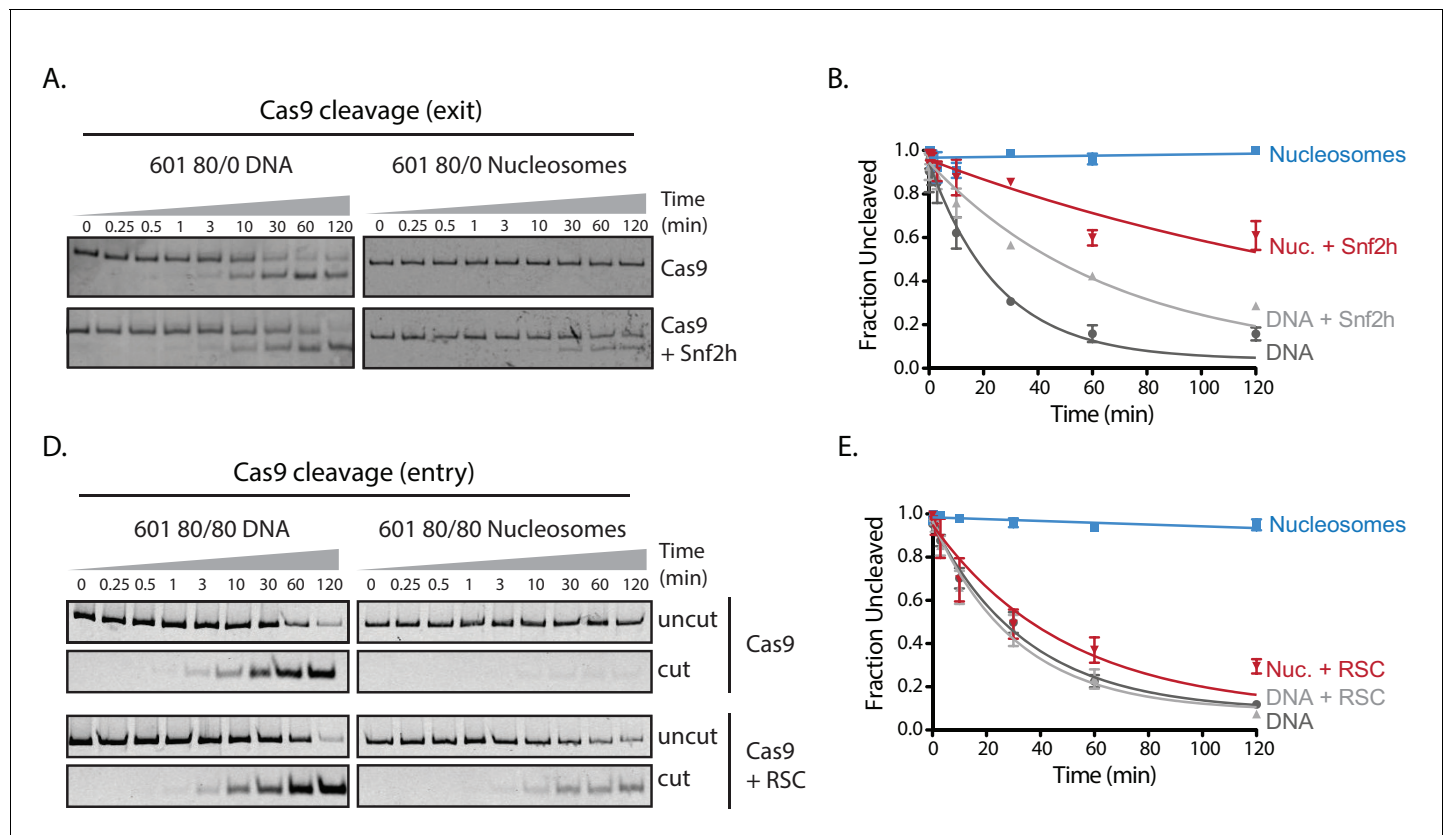 A.
Cas9 cleavage (exit)
601 80/0 DNA
601 80/0 Nucleosomes
Time
(min)
0 0.25 0.5 1 3 10 30 60 120
0 0.25 0.5 1 3 10 30 60 120
Cas9
Cas9
+ Snf2h
B.
Fraction Uncleaved
1.0
0.8
0.6
0.4
0.2
0.0
0 20 40 60 80 100 120
Time (min)
Nucleosomes
Nuc. + Snf2h
DNA + Snf2h
DNA
D.
Cas9 cleavage (entry)
601 80/80 DNA
601 80/80 Nucleosomes
Time
(min)
0 0.25 0.5 1 3 10 30 60 120
0 0.25 0.5 1 3 10 30 60 120
uncut
cut
Cas9
uncut
cut
Cas9
+ RSC
E.
Fraction Uncleaved
1.0
0.8
0.6
0.4
0.2
0.0
0 20 40 60 80 100 120
Time (min)
Nucleosomes
Nuc. + RSC
DNA + RSC
DNA